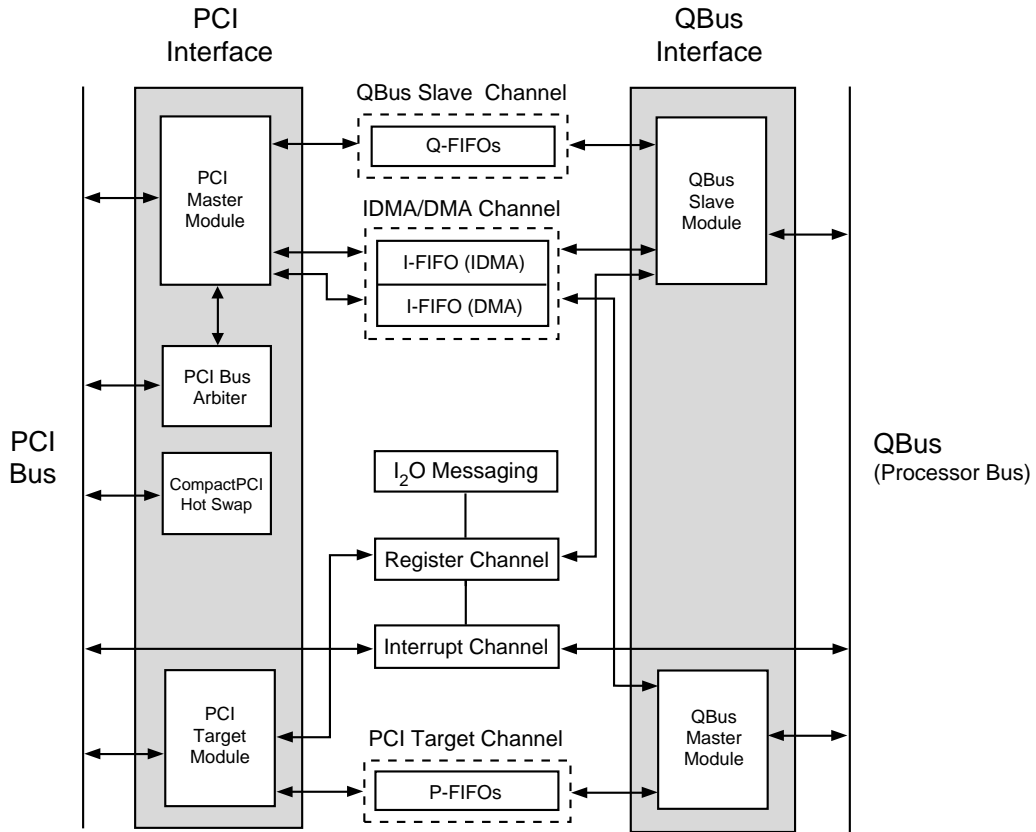 PCI
Interface
QBus
Interface
QBus Slave Channel
Q-FIFOs
PCI
Master
Module
QBus
Slave
Module
IDMA/DMA Channel
I-FIFO (IDMA)
I-FIFO (DMA)
PCI Bus
Arbiter
PCI
Bus
QBus
(Processor Bus)
CompactPCI
Hot Swap
I2O Messaging
Register Channel
Interrupt Channel
PCI
Target
Module
QBus
Master
Module
PCI Target Channel
P-FIFOs